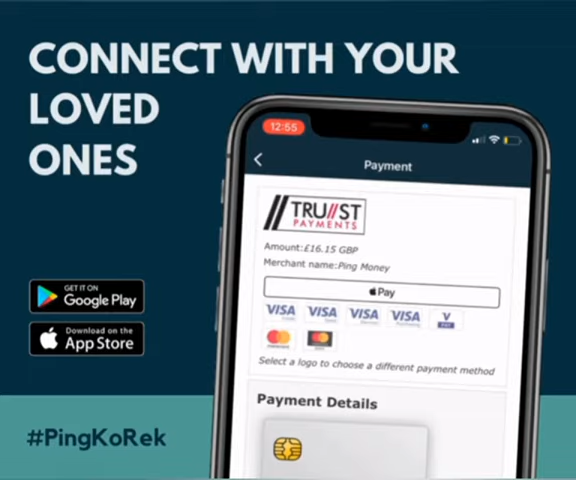 CONNECT WITH YOUR
LOVED
ONES
GET IT ON
Google Play
Download on the
App Store
#PingKoRek
12:55
Payment
TRU//ST
PAYMENTS
Amount:£16.15 GBP
Merchant name:Ping Money
Pay
VISA VISA VISA VISA V
Select a logo to choose a different payment method
Payment Details